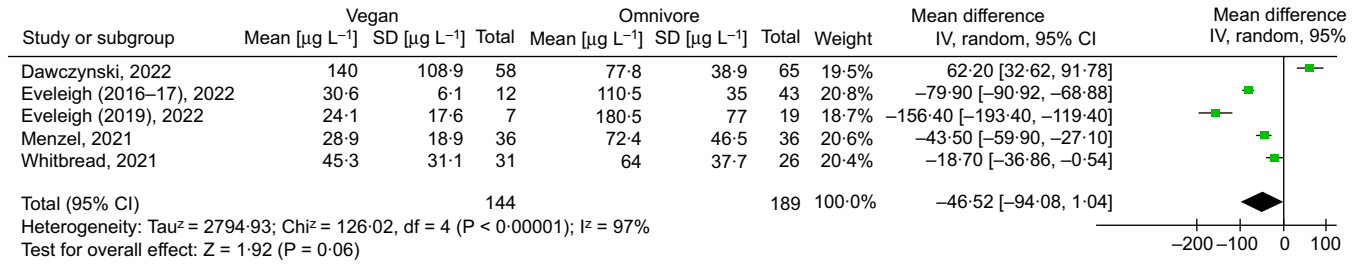 Vegan Omnivore Mean difference Mean difference
Study or subgroup Mean [μg L–1] SD [μg L–1] Total Mean [μg L–1] SD [μg L–1] Total Weight IV, random, 95% CI IV, random, 95%
Dawczynski, 2022 140 108·9 58 77·8 38·9 65 19·5% 62·20 [32·62, 91·78]
Eveleigh (2016–17), 2022 30·6 6·1 12 110·5 35 43 20·8% –79·90 [–90·92, –68·88]
Eveleigh (2019), 2022 24·1 17·6 7 180·5 77 19 18·7% –156·40 [–193·40, –119·40]
Menzel, 2021 28·9 18·9 36 72·4 46·5 36 20·6% –43·50 [–59·90, –27·10]
Whitbread, 2021 45·3 31·1 31 64 37·7 26 20·4% –18·70 [–36·86, –0·54]
Total (95% CI) 144 189 100·0% –46·52 [–94·08, 1·04]
Heterogeneity: Tauz = 2794·93; Chiz = 126·02, df = 4 (P < 0·00001); Iz = 97%
Test for overall effect: Z = 1·92 (P = 0·06)
–200 –100 0 100